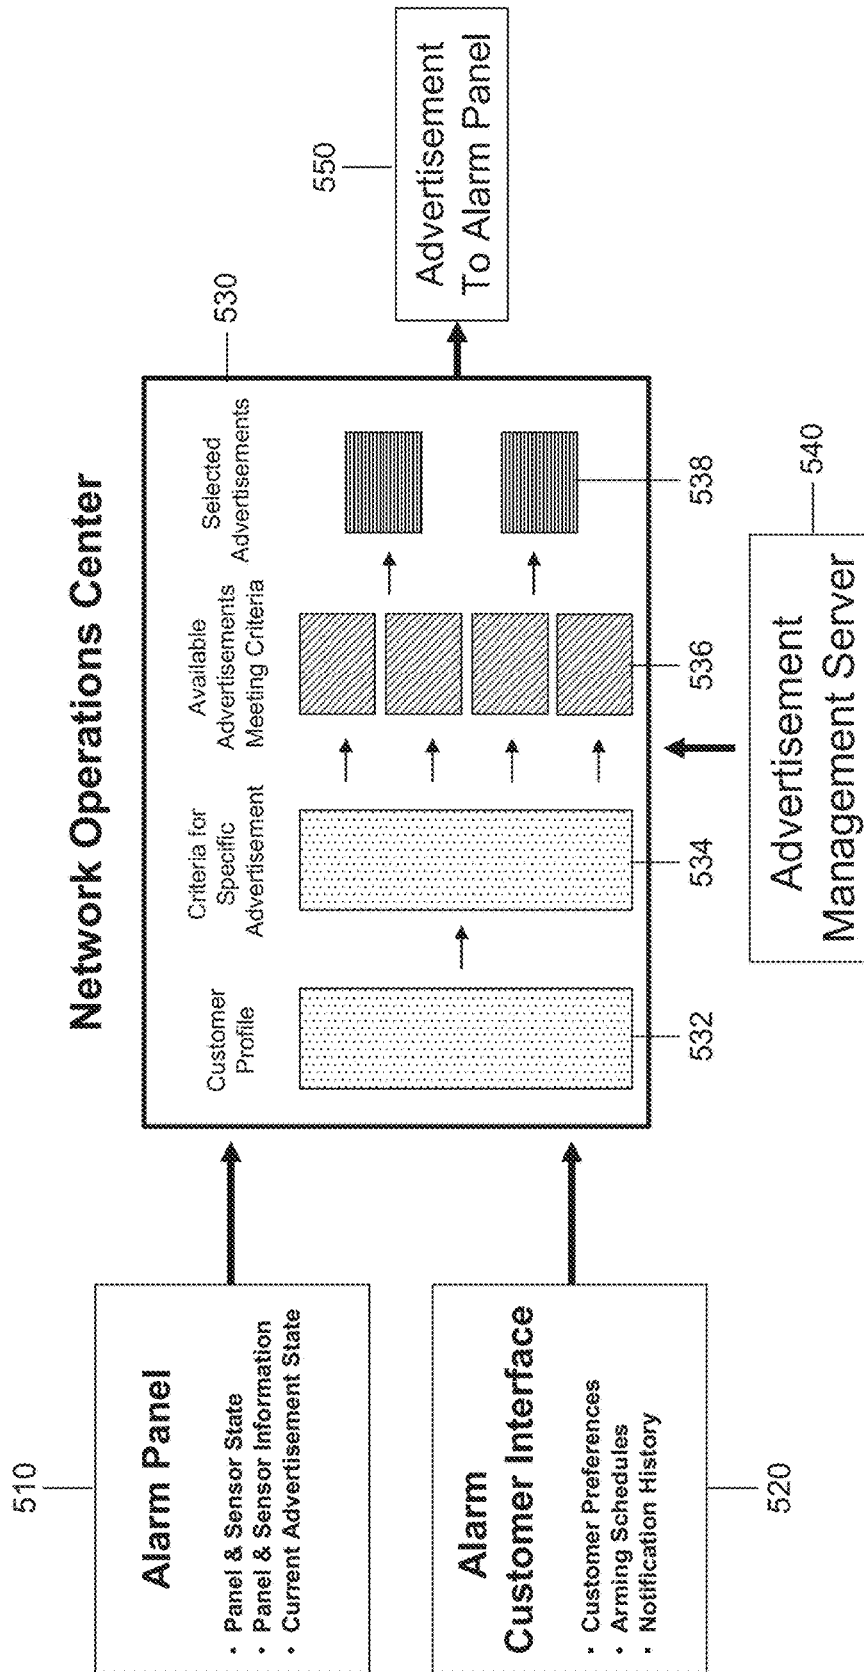 Network Operations Center
510
Alarm Panel
· Panel & Sensor State
· Panel & Sensor Information
· Current Advertisement State
Alarm
Customer Interface
· Customer Preferences
· Arming Schedules
· Notification History
520
530
Customer
Profile
Criteria for
Specific
Advertisement
Available
Advertisements
Meeting Criteria
Selected
Advertisements
532
534
536
538
Advertisement
Management Server
540
550
Advertisement
To Alarm Panel